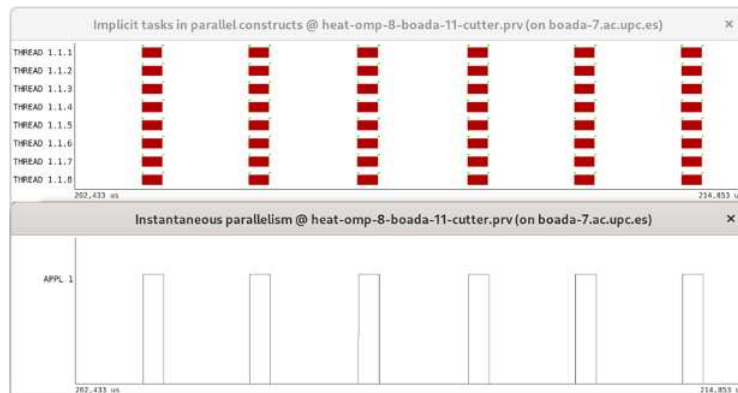 Implicit tasks in parallel constructs @ heat-omp-8-boada-11-cutter.prv (on boada-7.ac.upc.es) ×
THREAD 1.1.1
THREAD 1.1.2
THREAD 1.1.3
THREAD 1.1.4
THREAD 1.1.5
THREAD 1.1.6
THREAD 1.1.7
THREAD 1.1.8
202,433 us 214,853 u
Instantaneous parallelism @ heat-omp-8-boada-11-cutter.prv (on boada-7.ac.upc.es) ×
APPL 1
202,433 us 214,853 u